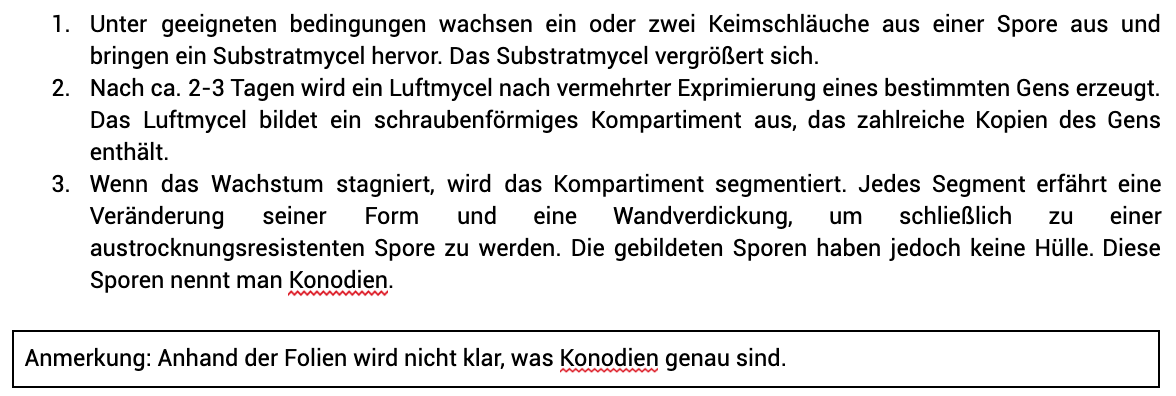 1. Unter geeigneten bedingungen wachsen ein oder zwei Keimschläuche aus einer Spore aus und
bringen ein Substratmycel hervor. Das Substratmycel vergrößert sich.
2. Nach ca. 2-3 Tagen wird ein Luftmycel nach vermehrter Exprimierung eines bestimmten Gens erzeugt.
Das Luftmycel bildet ein schraubenförmiges Kompartiment aus, das zahlreiche Kopien des Gens
enthält.
3. Wenn das Wachstum stagniert, wird das Kompartiment segmentiert. Jedes Segment erfährt eine
Veränderung seiner Form und eine Wandverdickung, um schließlich zu einer
austrocknungsresistenten Spore zu werden. Die gebildeten Sporen haben jedoch keine Hülle. Diese
Sporen nennt man Konodien.
Anmerkung: Anhand der Folien wird nicht klar, was Konodien genau sind.